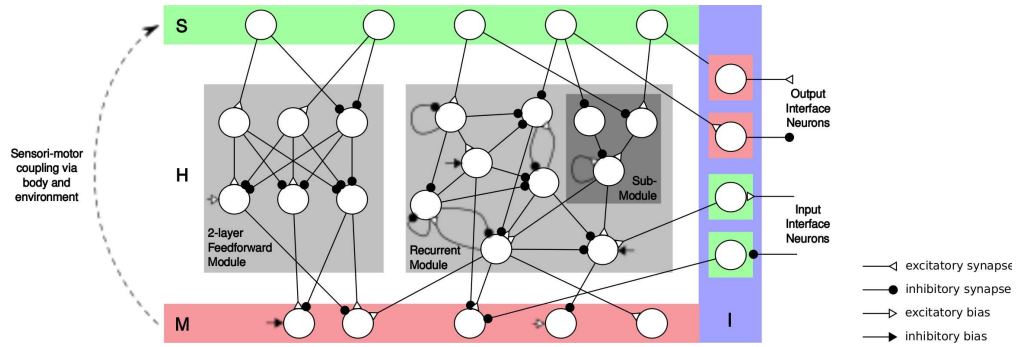 S
H
M
I
Sensori-motor
coupling via
body and
environment
2-layer
Feedforward
Module
Recurrent
Module
Sub-
Module
Output
Interface
Neurons
Input
Interface
Neurons
excitatory synapse
inhibitory synapse
excitatory bias
inhibitory bias